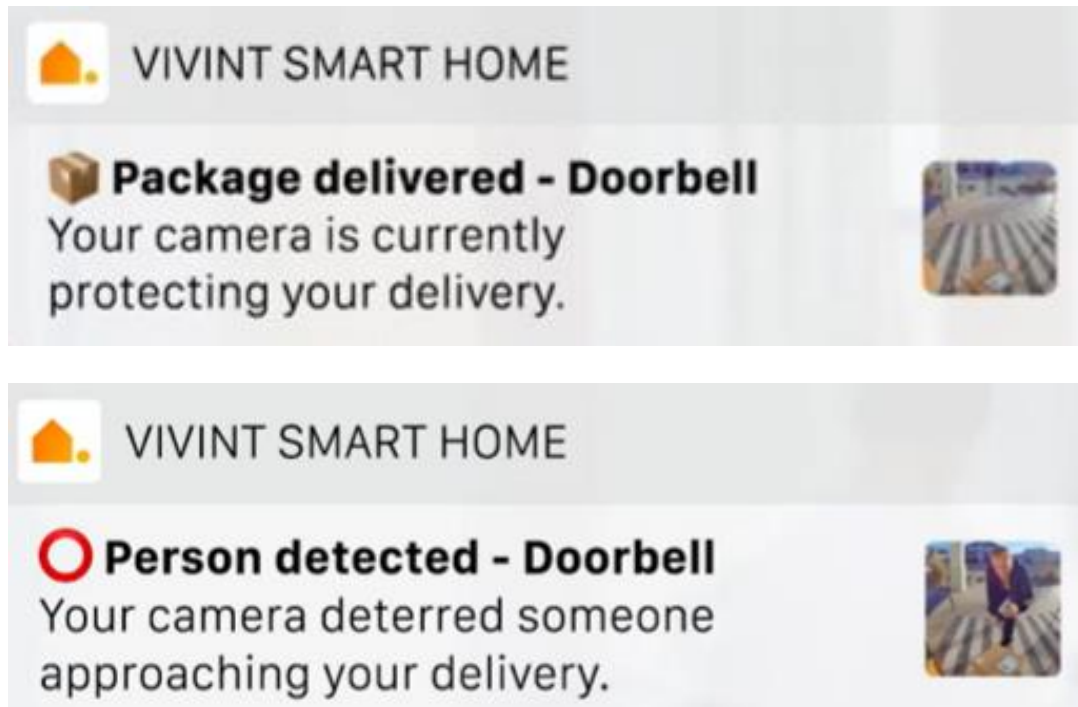 VIVINT SMART HOME
📦 Package delivered - Doorbell
Your camera is currently
protecting your delivery.
VIVINT SMART HOME
⭕ Person detected - Doorbell
Your camera deterred someone
approaching your delivery.